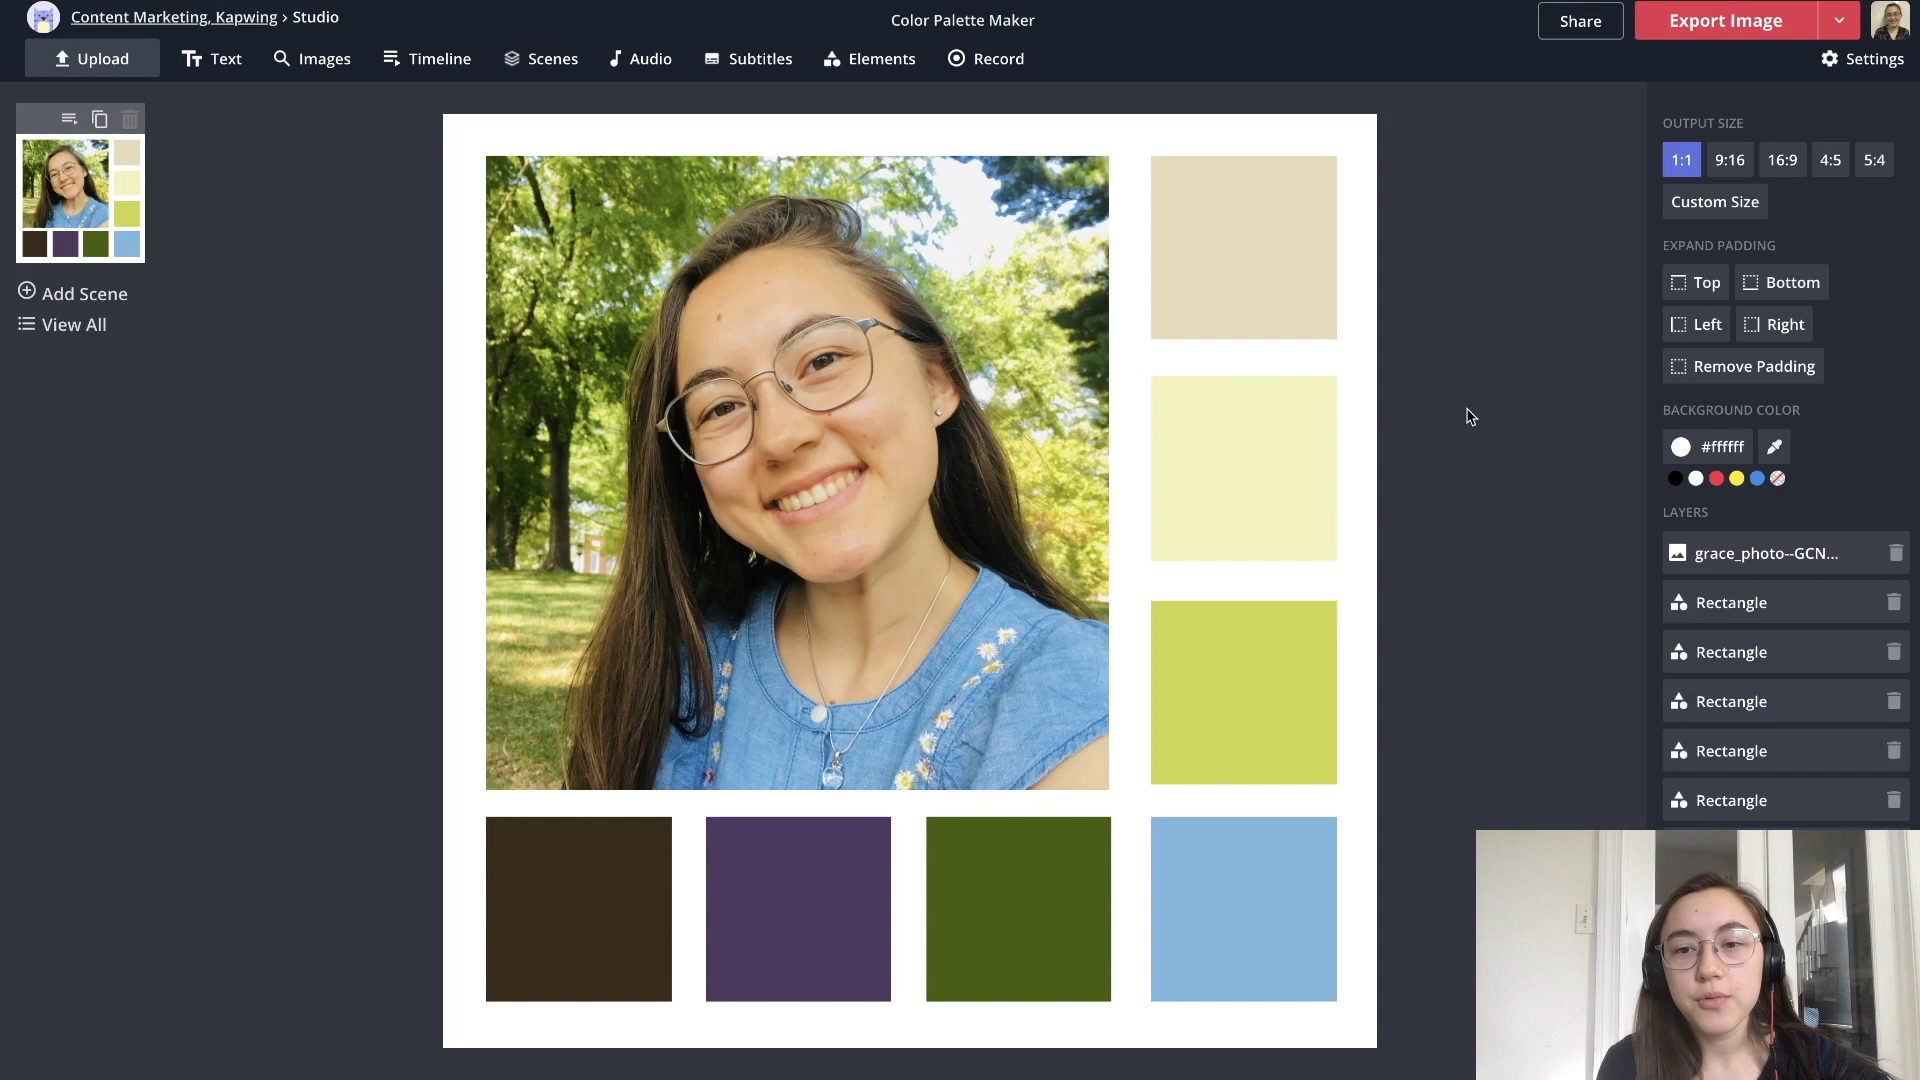 Content Marketing, Kapwing › Studio
Color Palette Maker
Share
Export Image
Upload
Text
Images
Timeline
Scenes
Audio
Subtitles
Elements
Record
Settings
Add Scene
View All
OUTPUT SIZE
1:1 9:16 16:9 4:5 5:4
Custom Size
EXPAND PADDING
Top Bottom
Left Right
Remove Padding
BACKGROUND COLOR
#ffffff
LAYERS
grace_photo--GCN...
Rectangle
Rectangle
Rectangle
Rectangle
Rectangle